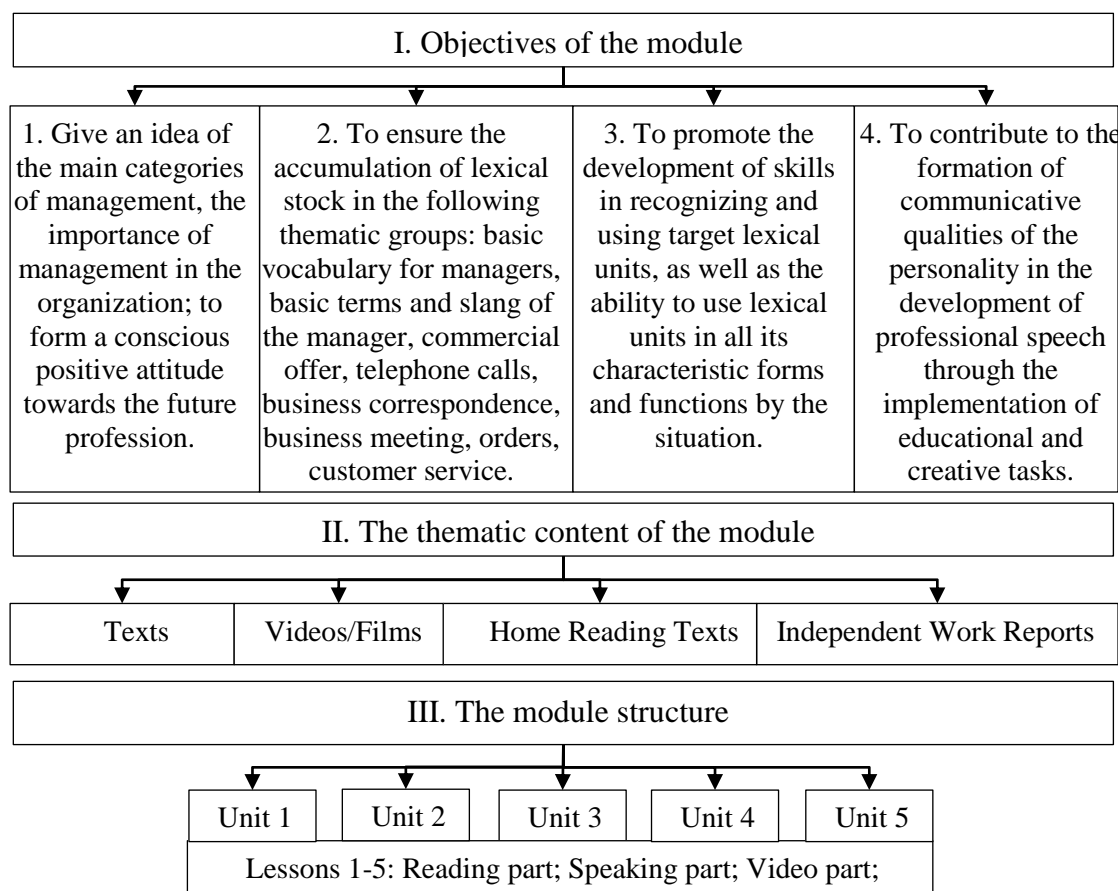 I. Objectives of the module
1. Give an idea of
the main categories
of management, the
importance of
management in the
organization; to
form a conscious
positive attitude
towards the future
profession.
2. To ensure the
accumulation of lexical
stock in the following
thematic groups: basic
vocabulary for managers,
basic terms and slang of
the manager, commercial
offer, telephone calls,
business correspondence,
business meeting, orders,
customer service.
3. To promote the
development of skills
in recognizing and
using target lexical
units, as well as the
ability to use lexical
units in all its
characteristic forms
and functions by the
situation.
4. To contribute to the
formation of
communicative
qualities of the
personality in the
development of
professional speech
through the
implementation of
educational and
creative tasks.
II. The thematic content of the module
Texts
Videos/Films
Home Reading Texts
Independent Work Reports
III. The module structure
Unit 1
Unit 2
Unit 3
Unit 4
Unit 5
Lessons 1-5: Reading part; Speaking part; Video part;